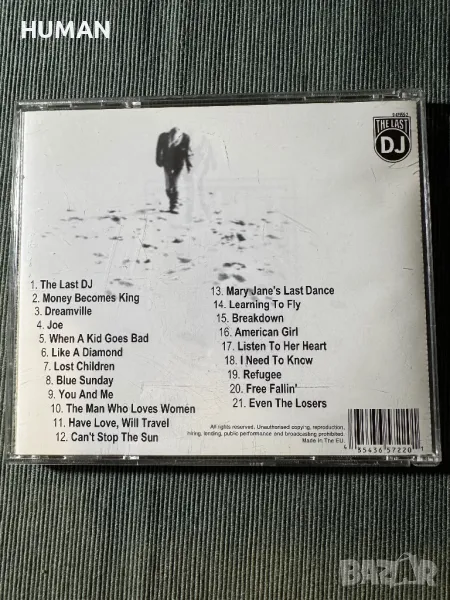 HUMAN
THE LAST
DJ
1. The Last DJ
2. Money Becomes King
3. Dreamville
4. Joe
5. When A Kid Goes Bad
6. Like A Diamond
7. Lost Children
8. Blue Sunday
9. You And Me
10. The Man Who Loves Women
11. Have Love, Will Travel
12. Can't Stop The Sun
13. Mary Jane's Last Dance
14. Learning To Fly
15. Breakdown
16. American Girl
17. Listen To Her Heart
18. I Need To Know
19. Refugee
20. Free Fallin'
21. Even The Losers
All rights reserved. Unauthorised copying, reproduction,
hiring, lending, public performance and broadcasting prohibited.
Made In The EU.
BAZAR